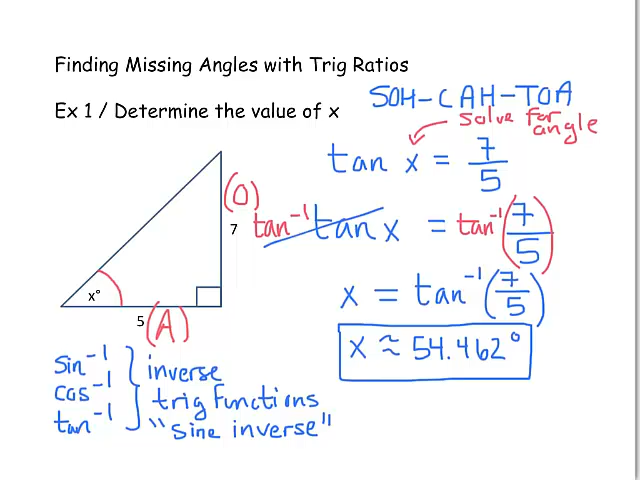 Finding Missing Angles with Trig Ratios
SOH-CAH-TOA
Ex 1 / Determine the value of x
solve for
angle
tan x = 7/5
(O)
7
tan⁻¹ tan x = tan⁻¹(7/5)
x°
5 (A)
x = tan⁻¹(7/5)
x ≈ 54.462°
sin⁻¹
cos⁻¹
tan⁻¹
inverse
trig functions
"sine inverse"